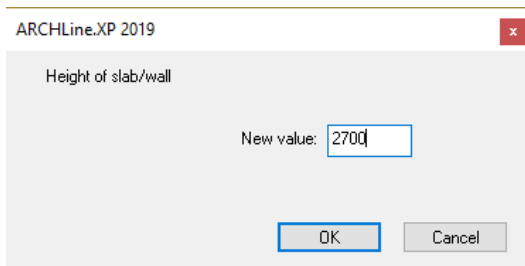 ARCHLine.XP 2019
x
Height of slab/wall
New value: 2700
OK Cancel